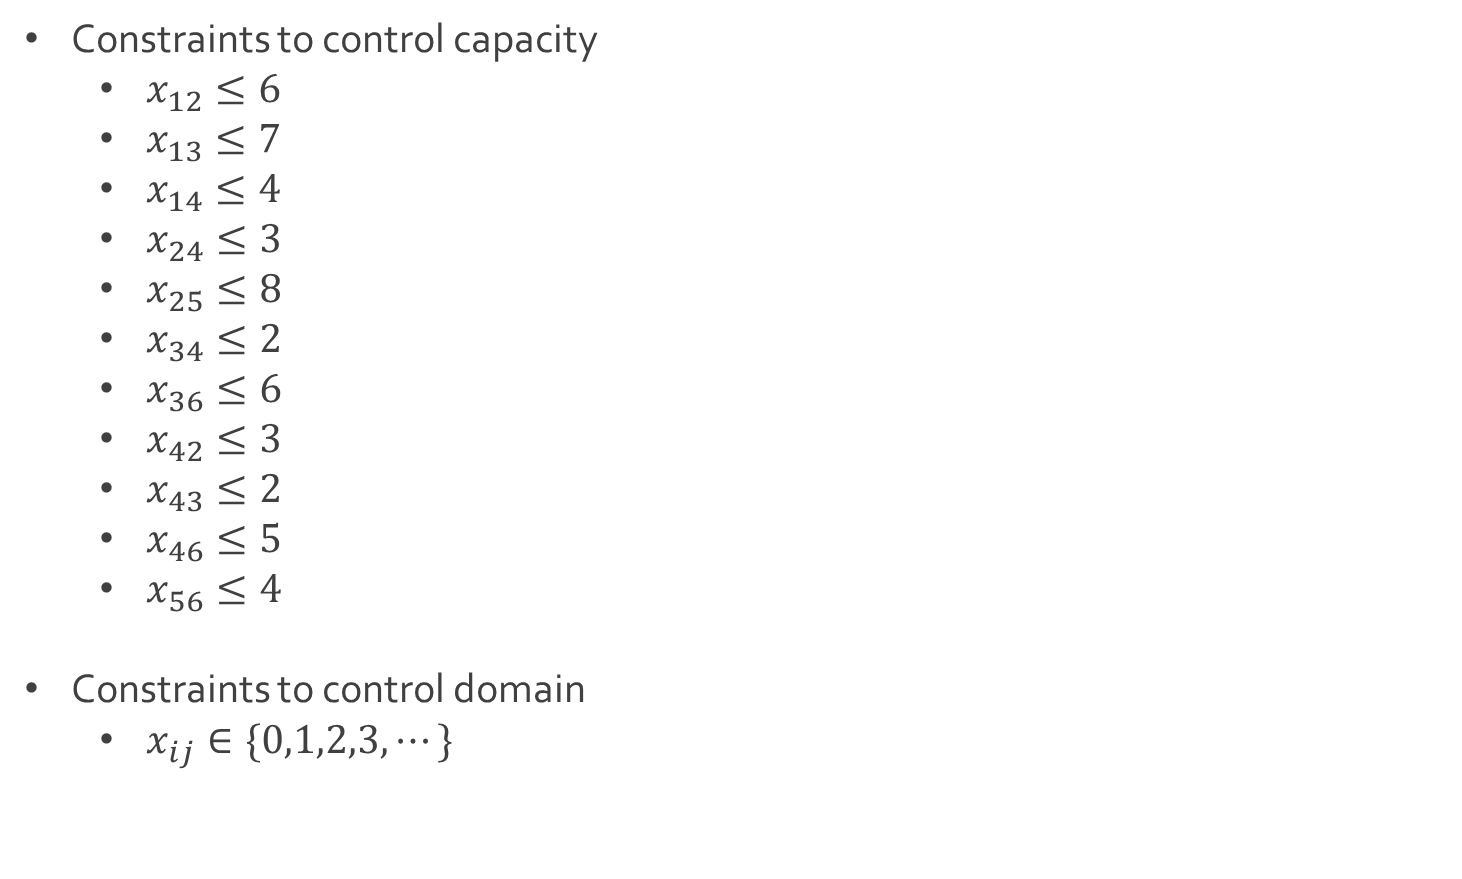 • Constraints to control capacity
• x₁₂ ≤ 6
• x₁₃ ≤ 7
• x₁₄ ≤ 4
• x₂₄ ≤ 3
• x₂₅ ≤ 8
• x₃₄ ≤ 2
• x₃₆ ≤ 6
• x₄₂ ≤ 3
• x₄₃ ≤ 2
• x₄₆ ≤ 5
• x₅₆ ≤ 4
• Constraints to control domain
• xᵢⱼ ∈ {0,1,2,3, ⋯ }